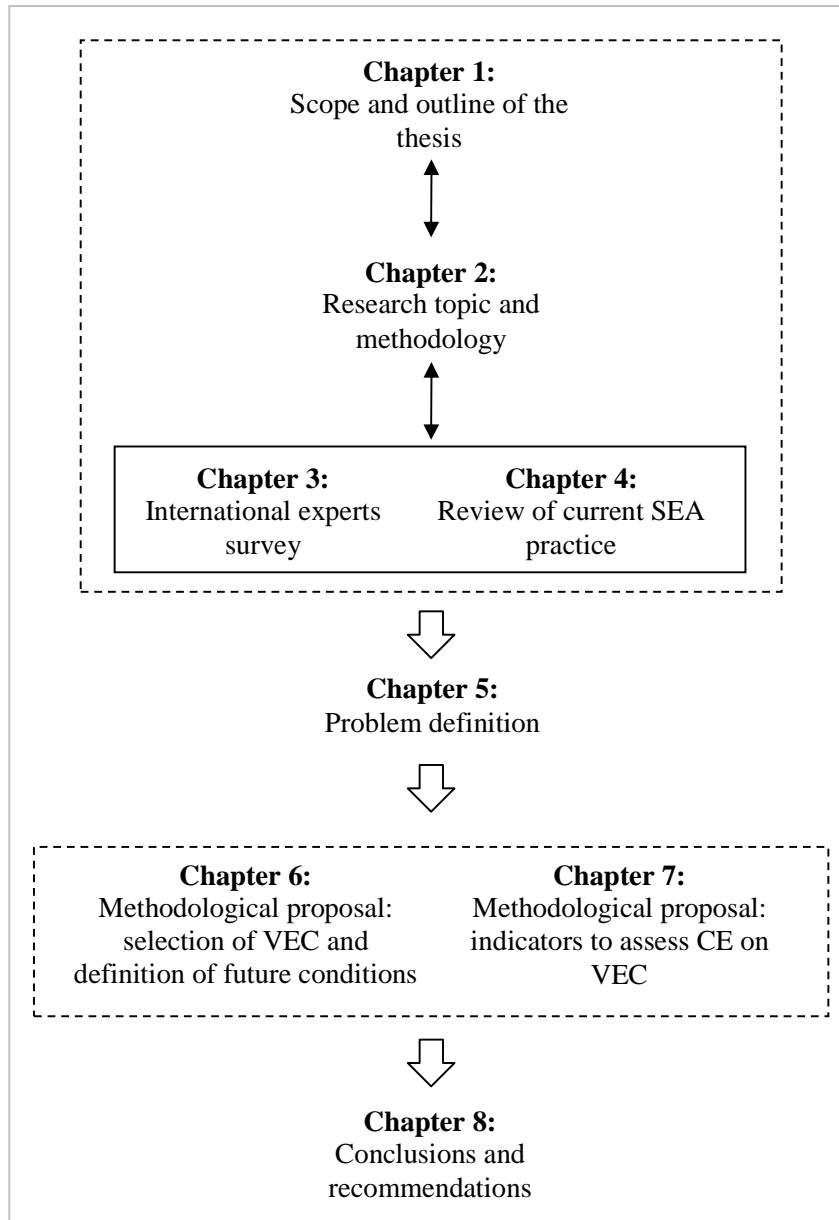 Chapter 1:
Scope and outline of the
thesis
Chapter 2:
Research topic and
methodology
Chapter 3:
International experts
survey
Chapter 4:
Review of current SEA
practice
Chapter 5:
Problem definition
Chapter 6:
Methodological proposal:
selection of VEC and
definition of future conditions
Chapter 7:
Methodological proposal:
indicators to assess CE on
VEC
Chapter 8:
Conclusions and
recommendations